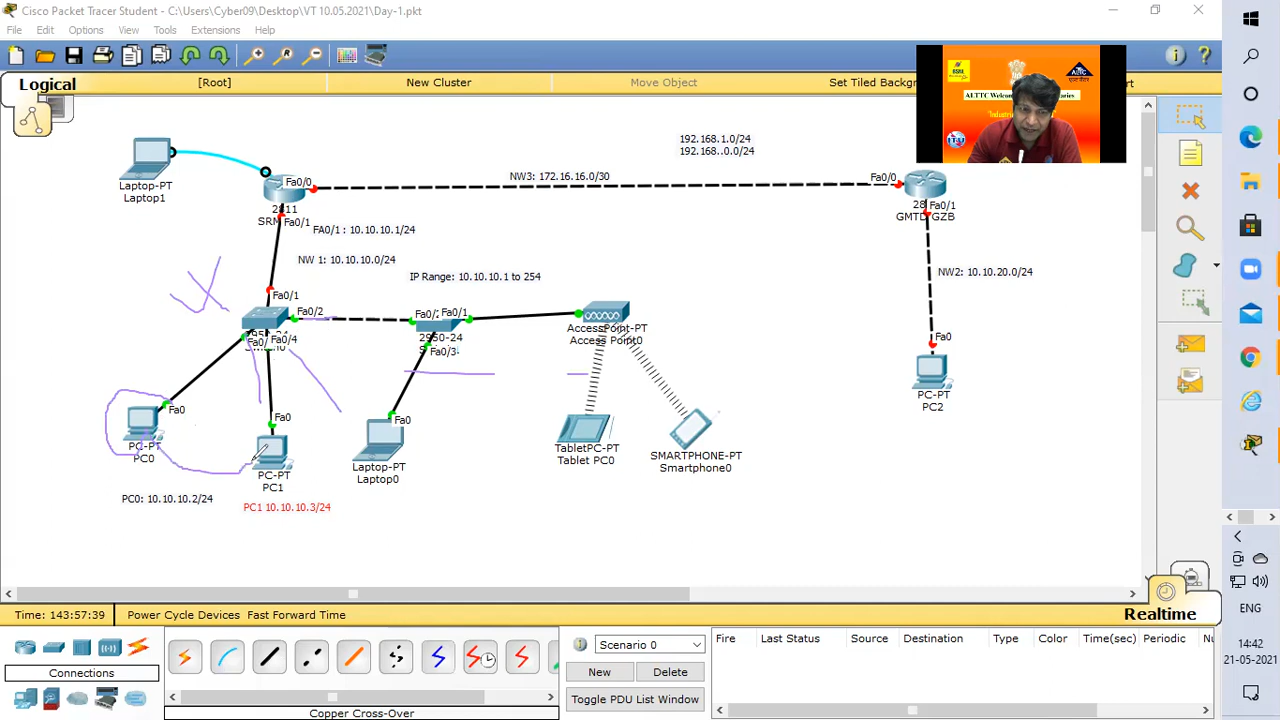 Cisco Packet Tracer Student - C:\Users\Cyber09\Desktop\VT 10.05.2021\Day-1.pkt
File Edit Options View Tools Extensions Help
Logical [Root] New Cluster Move Object Set Tiled Backgr
BSNL ALTTC
ALTTC Welcom
ITU
192.168.1.0/24
192.168..0.0/24
Laptop-PT
Laptop1
Fa0/0
NW3: 172.16.16.0/30
Fa0/0
Fa0/1
GMTD GZB
Fa0/1
FA0/1 : 10.10.10.1/24
NW 1: 10.10.10.0/24
IP Range: 10.10.10.1 to 254
NW2: 10.10.20.0/24
Fa0/1
Fa0/2
Fa0/1
AccessPoint-PT
Access Point0
2950-24
Fa0/4
Fa0/3
Fa0
PC-PT
PC2
Fa0
PC-PT
PC0
Fa0
PC-PT
PC1
Fa0
Laptop-PT
Laptop0
TabletPC-PT
Tablet PC0
SMARTPHONE-PT
Smartphone0
PC0: 10.10.10.2/24
PC1 10.10.10.3/24
Time: 143:57:39 Power Cycle Devices Fast Forward Time
Realtime
Connections
Copper Cross-Over
Scenario 0
New Delete
Toggle PDU List Window
Fire Last Status Source Destination Type Color Time(sec) Periodic
ENG
14:42
21-05-2021